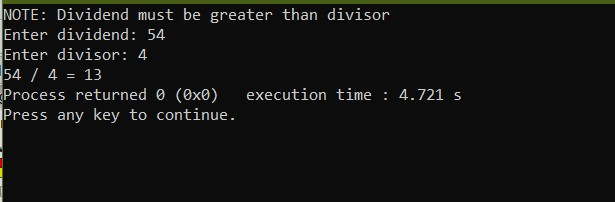 NOTE: Dividend must be greater than divisor
Enter dividend: 54
Enter divisor: 4
54 / 4 = 13
Process returned 0 (0x0)   execution time : 4.721 s
Press any key to continue.